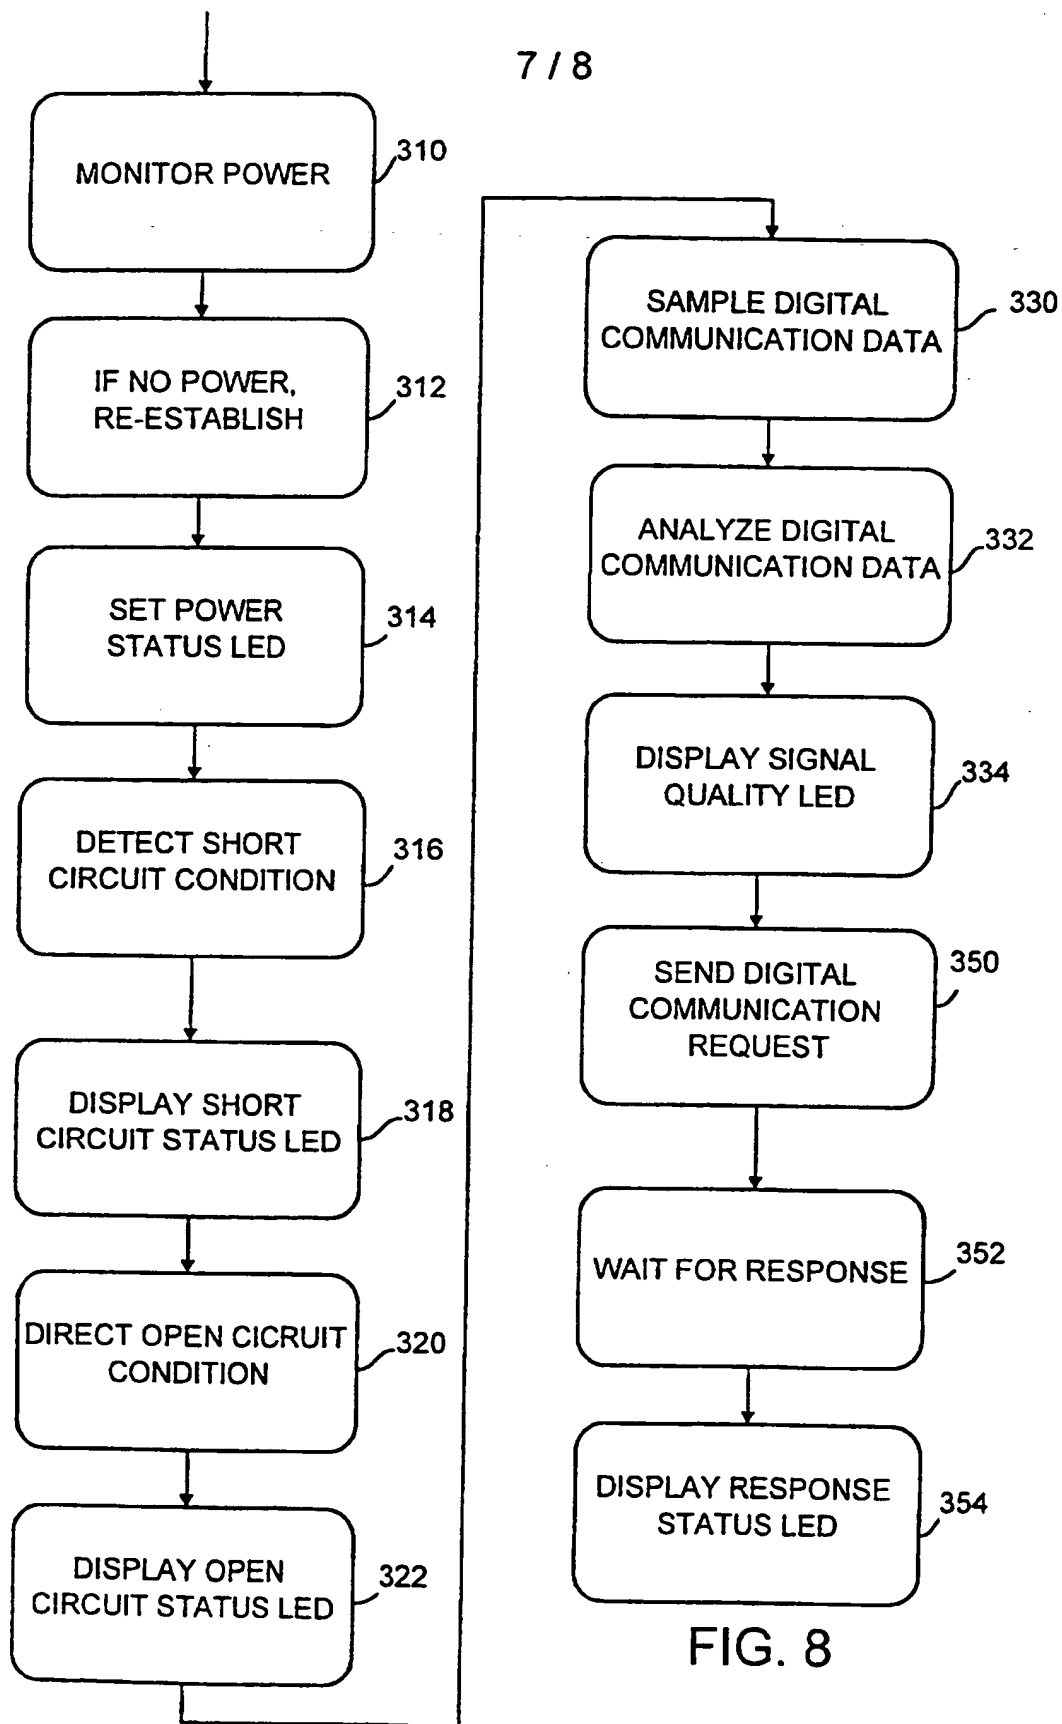 7 / 8
MONITOR POWER
310
IF NO POWER,
RE-ESTABLISH
312
SET POWER
STATUS LED
314
DETECT SHORT
CIRCUIT CONDITION
316
DISPLAY SHORT
CIRCUIT STATUS LED
318
DIRECT OPEN CICRUIT
CONDITION
320
DISPLAY OPEN
CIRCUIT STATUS LED
322
SAMPLE DIGITAL
COMMUNICATION DATA
330
ANALYZE DIGITAL
COMMUNICATION DATA
332
DISPLAY SIGNAL
QUALITY LED
334
SEND DIGITAL
COMMUNICATION
REQUEST
350
WAIT FOR RESPONSE
352
DISPLAY RESPONSE
STATUS LED
354
FIG. 8